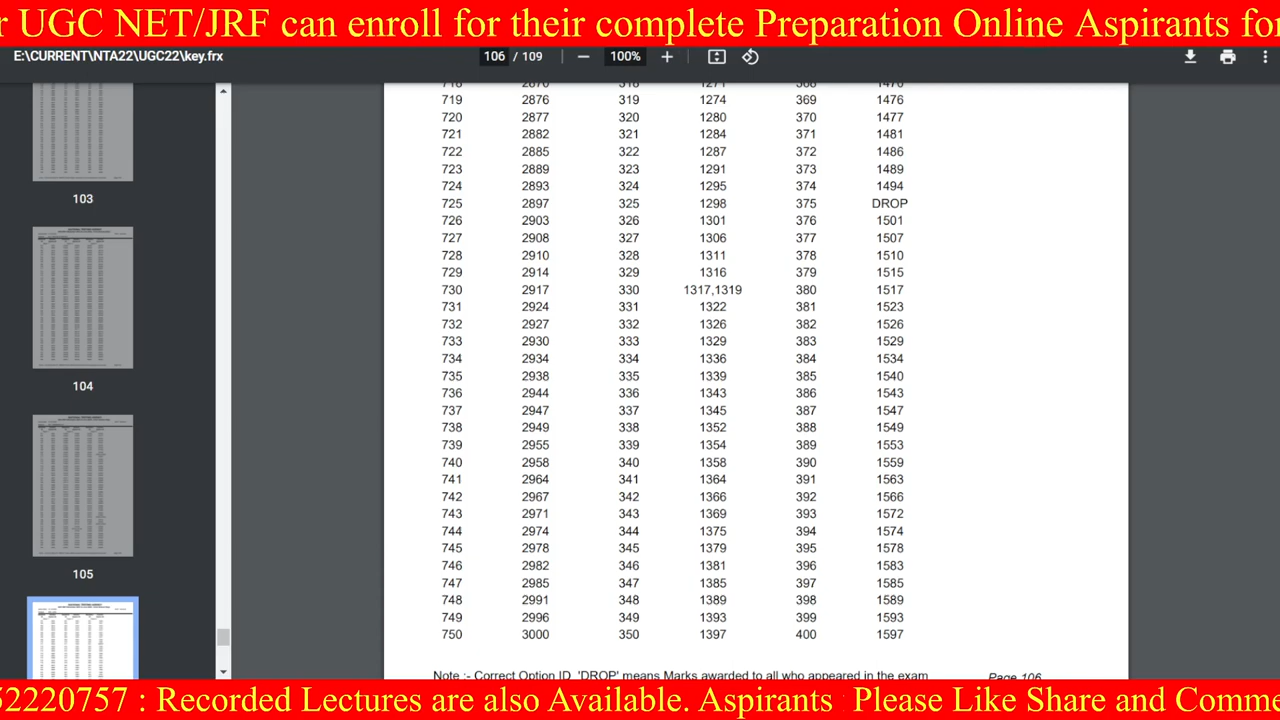 r UGC NET/JRF can enroll for their complete Preparation Online Aspirants fo
E:\CURRENT\NTA22\UGC22\key.frx
106 / 109
100%
719 2876 319 1274 369 1476
720 2877 320 1280 370 1477
721 2882 321 1284 371 1481
722 2885 322 1287 372 1486
723 2889 323 1291 373 1489
724 2893 324 1295 374 1494
725 2897 325 1298 375 DROP
726 2903 326 1301 376 1501
727 2908 327 1306 377 1507
728 2910 328 1311 378 1510
729 2914 329 1316 379 1515
730 2917 330 1317,1319 380 1517
731 2924 331 1322 381 1523
732 2927 332 1326 382 1526
733 2930 333 1329 383 1529
734 2934 334 1336 384 1534
735 2938 335 1339 385 1540
736 2944 336 1343 386 1543
737 2947 337 1345 387 1547
738 2949 338 1352 388 1549
739 2955 339 1354 389 1553
740 2958 340 1358 390 1559
741 2964 341 1364 391 1563
742 2967 342 1366 392 1566
743 2971 343 1369 393 1572
744 2974 344 1375 394 1574
745 2978 345 1379 395 1578
746 2982 346 1381 396 1583
747 2985 347 1385 397 1585
748 2991 348 1389 398 1589
749 2996 349 1393 399 1593
750 3000 350 1397 400 1597
Note :- Correct Option ID 'DROP' means Marks awarded to all who appeared in the exam
Page 106
103
104
105
52220757 : Recorded Lectures are also Available. Aspirants Please Like Share and Comme